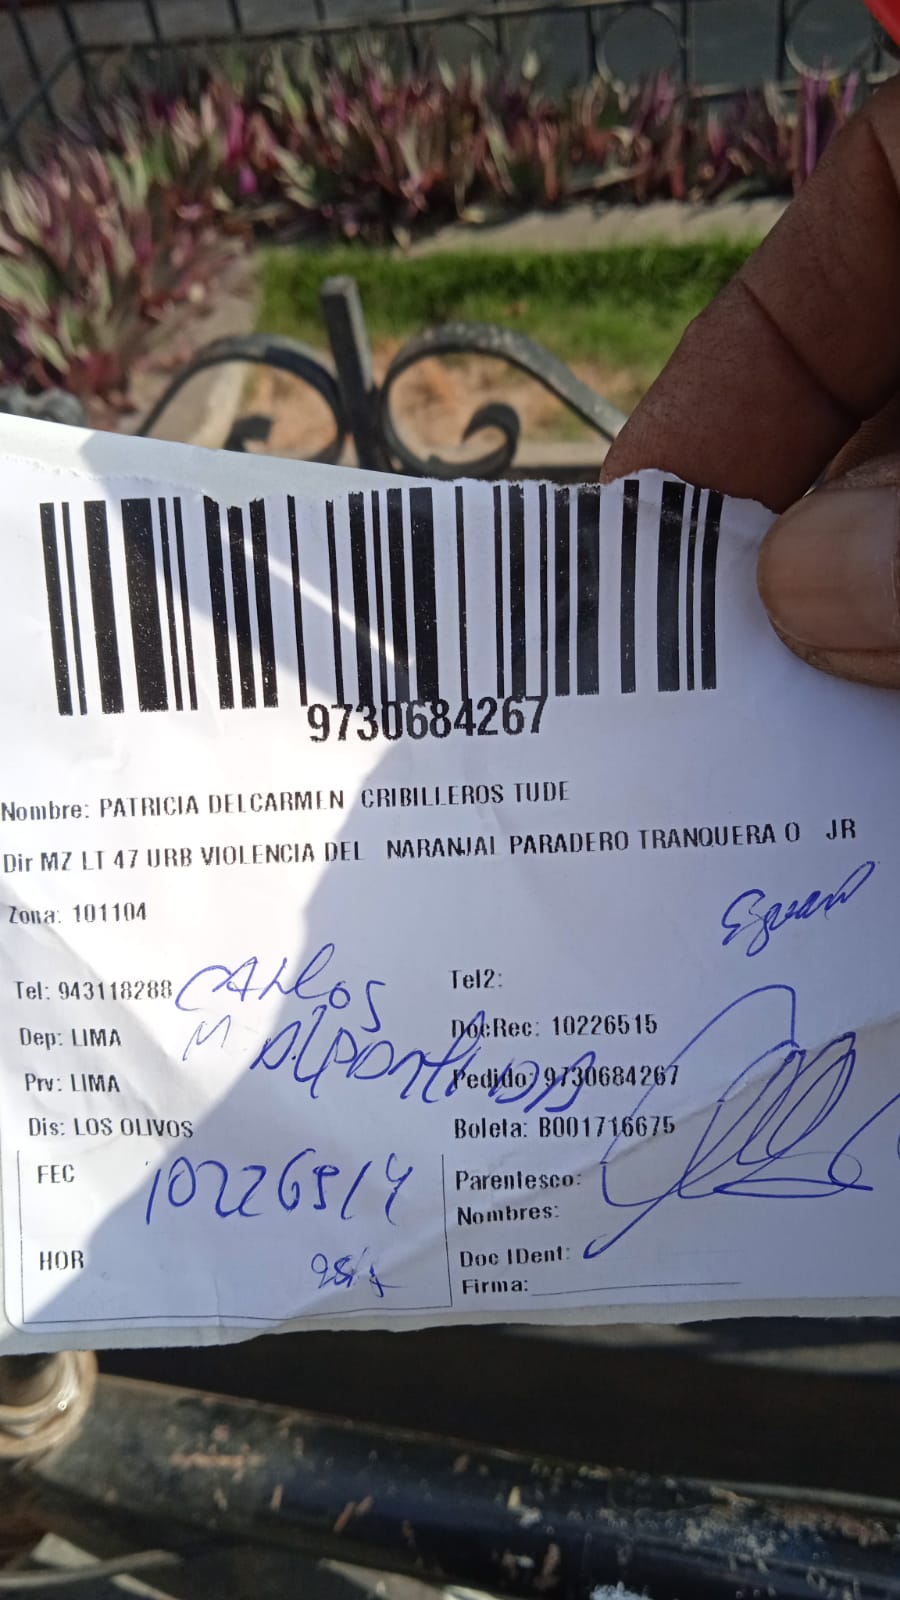 9730684267
Nombre: PATRICIA DELCARMEN CRIBILLEROS TUDE
Dir MZ LT 47 URB VIOLENCIA DEL NARANJAL PARADERO TRANQUERA O JR
Zona: 101104
Tel: 943118288 CARLOS Tel2:
Dep: LIMA M DocRec: 10226515
Prv: LIMA Pedido: 9730684267
Dis: LOS OLIVOS Boleta: B001716675
FEC 10226514 Parentesco:
Nombres:
HOR Doc IDent:
Firma: